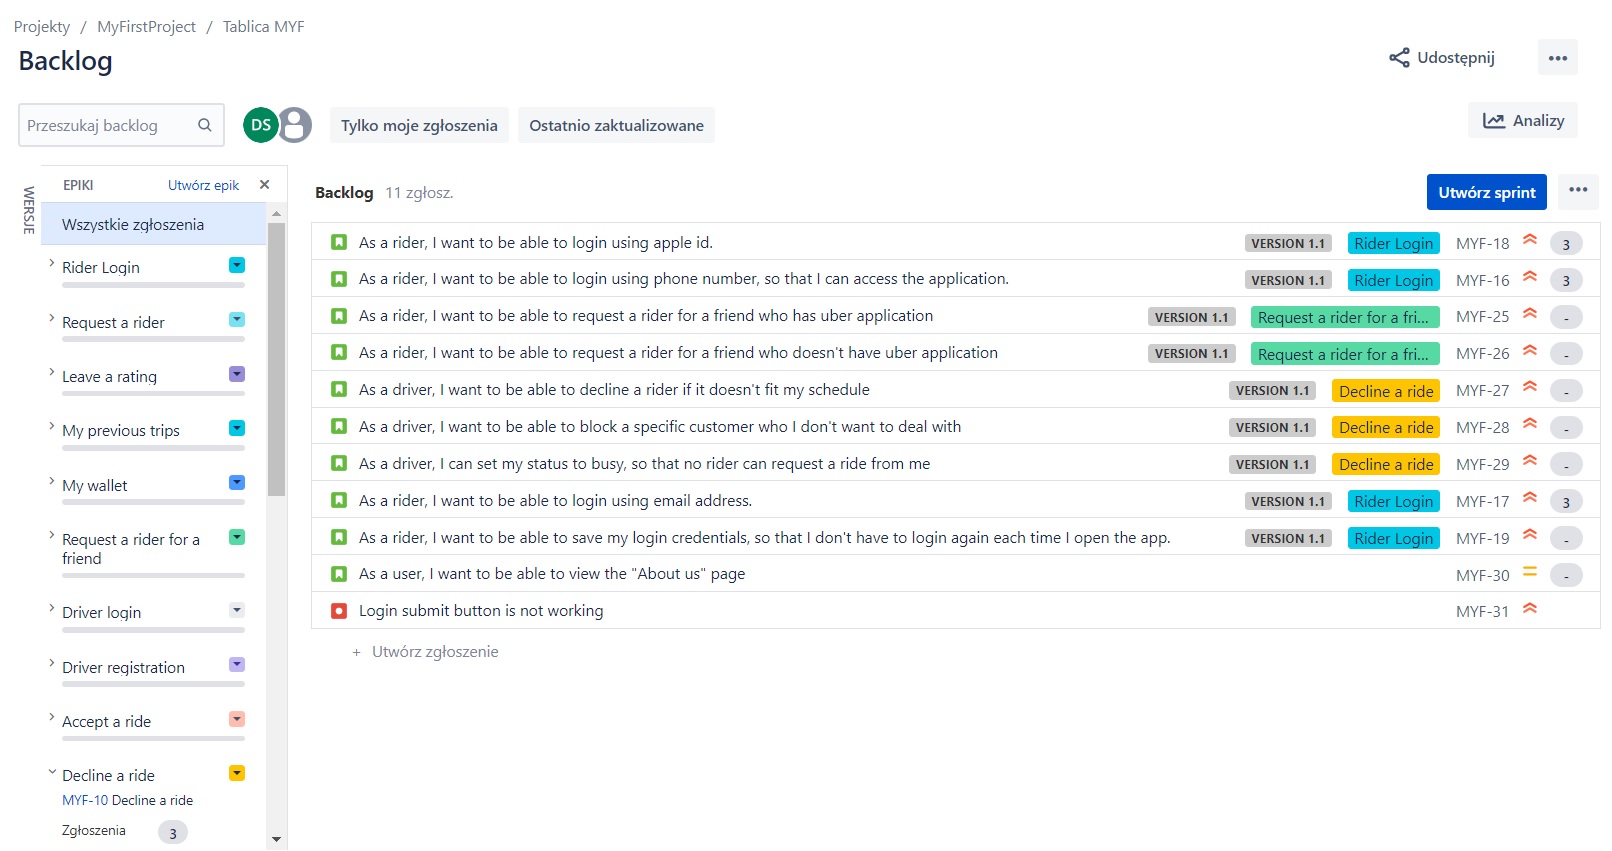 Projekty / MyFirstProject / Tablica MYF
Backlog
Udostępnij
Przeszukaj backlog
DS
Tylko moje zgłoszenia
Ostatnio zaktualizowane
Analizy
WERSJE
EPIKI
Utwórz epik
Wszystkie zgłoszenia
Rider Login
Request a rider
Leave a rating
My previous trips
My wallet
Request a rider for a
friend
Driver login
Driver registration
Accept a ride
Decline a ride
MYF-10 Decline a ride
Zgłoszenia 3
Backlog 11 zgłosz.
Utwórz sprint
As a rider, I want to be able to login using apple id. VERSION 1.1 Rider Login MYF-18 3
As a rider, I want to be able to login using phone number, so that I can access the application. VERSION 1.1 Rider Login MYF-16 3
As a rider, I want to be able to request a rider for a friend who has uber application VERSION 1.1 Request a rider for a fri... MYF-25 -
As a rider, I want to be able to request a rider for a friend who doesn't have uber application VERSION 1.1 Request a rider for a fri... MYF-26 -
As a driver, I want to be able to decline a rider if it doesn't fit my schedule VERSION 1.1 Decline a ride MYF-27 -
As a driver, I want to be able to block a specific customer who I don't want to deal with VERSION 1.1 Decline a ride MYF-28 -
As a driver, I can set my status to busy, so that no rider can request a ride from me VERSION 1.1 Decline a ride MYF-29 -
As a rider, I want to be able to login using email address. VERSION 1.1 Rider Login MYF-17 3
As a rider, I want to be able to save my login credentials, so that I don't have to login again each time I open the app. VERSION 1.1 Rider Login MYF-19 -
As a user, I want to be able to view the "About us" page MYF-30 -
Login submit button is not working MYF-31
+ Utwórz zgłoszenie